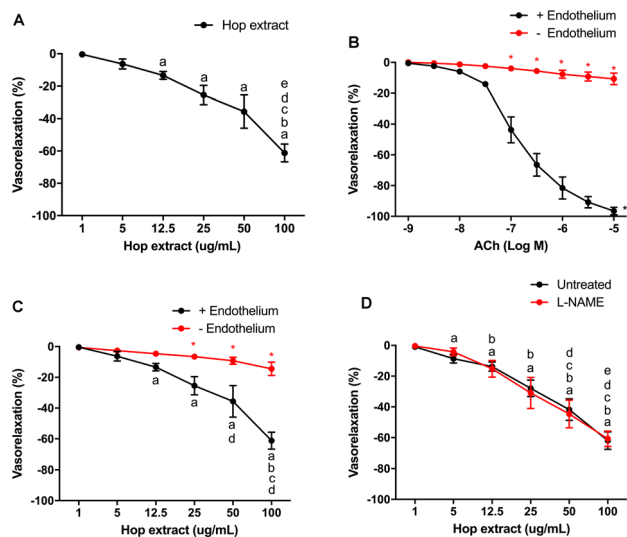 A
Hop extract
Vasorelaxation (%)
0
-20
-40
-60
-80
-100
a
a
a
e
d
c
b
a
1
5
12.5
25
50
100
Hop extract (ug/mL)
B
+ Endothelium
- Endothelium
Vasorelaxation (%)
0
-20
-40
-60
-80
-100
* * * * *
*
-9
-8
-7
-6
-5
ACh (Log M)
C
+ Endothelium
- Endothelium
Vasorelaxation (%)
0
-20
-40
-60
-80
-100
* * *
a
a
a
d
a
b
c
d
1
5
12.5
25
50
100
Hop extract (ug/mL)
D
Untreated
L-NAME
Vasorelaxation (%)
0
-20
-40
-60
-80
-100
a
b
a
b
a
d
c
b
a
e
d
c
b
a
1
5
12.5
25
50
100
Hop extract (ug/mL)